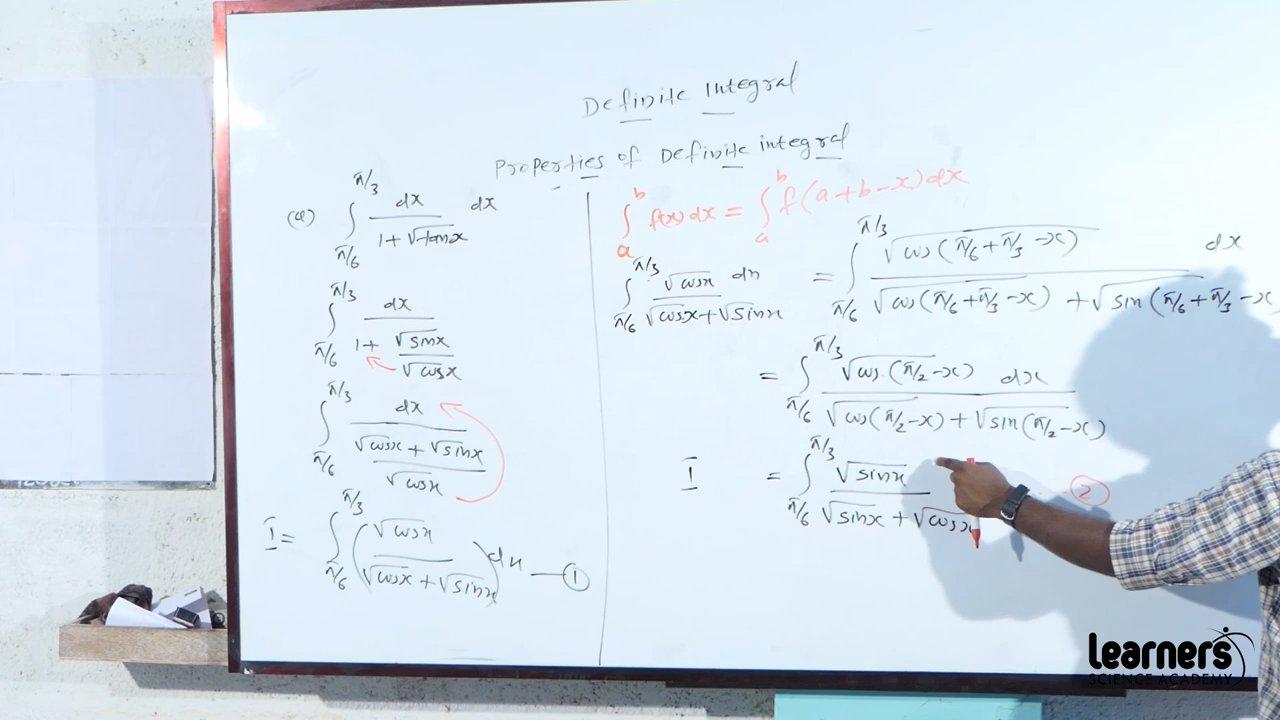 Definite Integral
Properties of Definite integral
(a) ∫_{π/6}^{π/3} dx/(1+√tanx) dx
∫_{π/6}^{π/3} dx/(1+ √sinx/√cosx)
∫_{π/6}^{π/3} dx/((√cosx + √sinx)/√cosx)
I = ∫_{π/6}^{π/3} (√cosx/(√cosx + √sinx)) dx — ①
∫_a^b f(x) dx = ∫_a^b f(a+b-x) dx
∫_{π/6}^{π/3} √cosx/(√cosx+√sinx) dx = ∫_{π/6}^{π/3} √cos(π/6+π/3-x)/(√cos(π/6+π/3-x) + √sin(π/6+π/3-x dx
= ∫_{π/6}^{π/3} √cos(π/2-x) dx/(√cos(π/2-x) + √sin(π/2-x))
I = ∫_{π/6}^{π/3} √sinx/(√sinx + √cosx ②
learners
SCIENCE ACADEMY